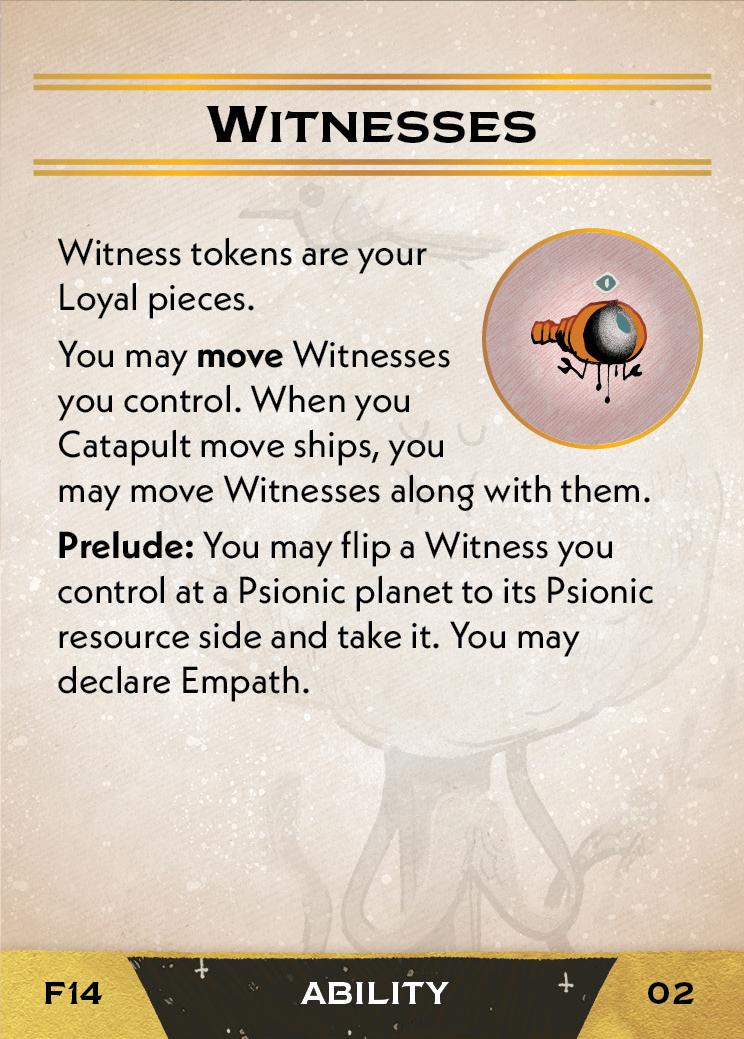 WITNESSES
Witness tokens are your
Loyal pieces.
You may move Witnesses
you control. When you
Catapult move ships, you
may move Witnesses along with them.
Prelude: You may flip a Witness you
control at a Psionic planet to its Psionic
resource side and take it. You may
declare Empath.
F14 ABILITY 02